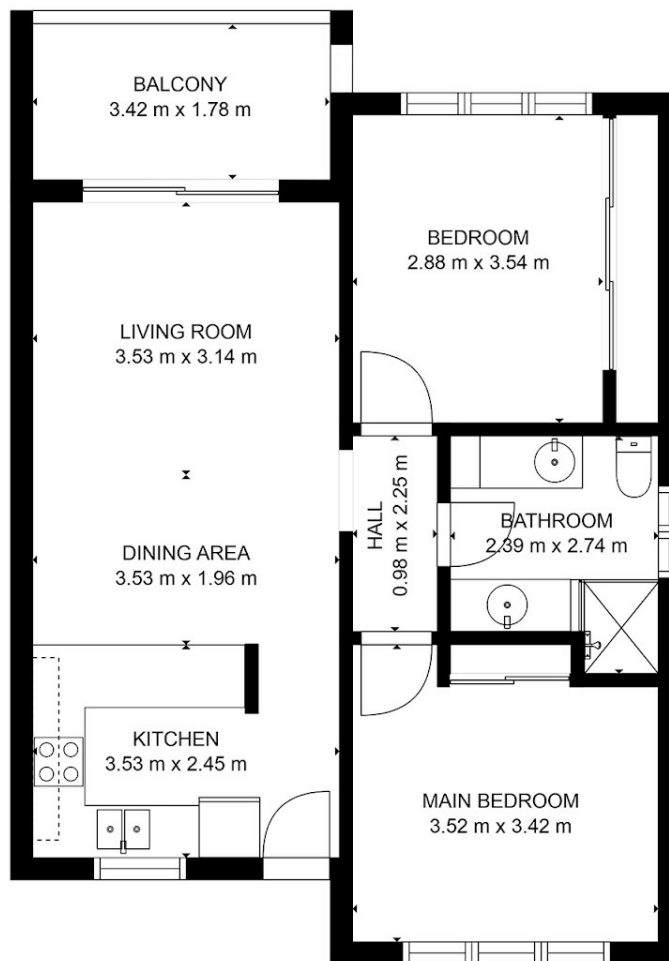 BALCONY
3.42 m x 1.78 m
BEDROOM
2.88 m x 3.54 m
LIVING ROOM
3.53 m x 3.14 m
HALL
0.98 m x 2.25 m
BATHROOM
2.39 m x 2.74 m
DINING AREA
3.53 m x 1.96 m
KITCHEN
3.53 m x 2.45 m
MAIN BEDROOM
3.52 m x 3.42 m